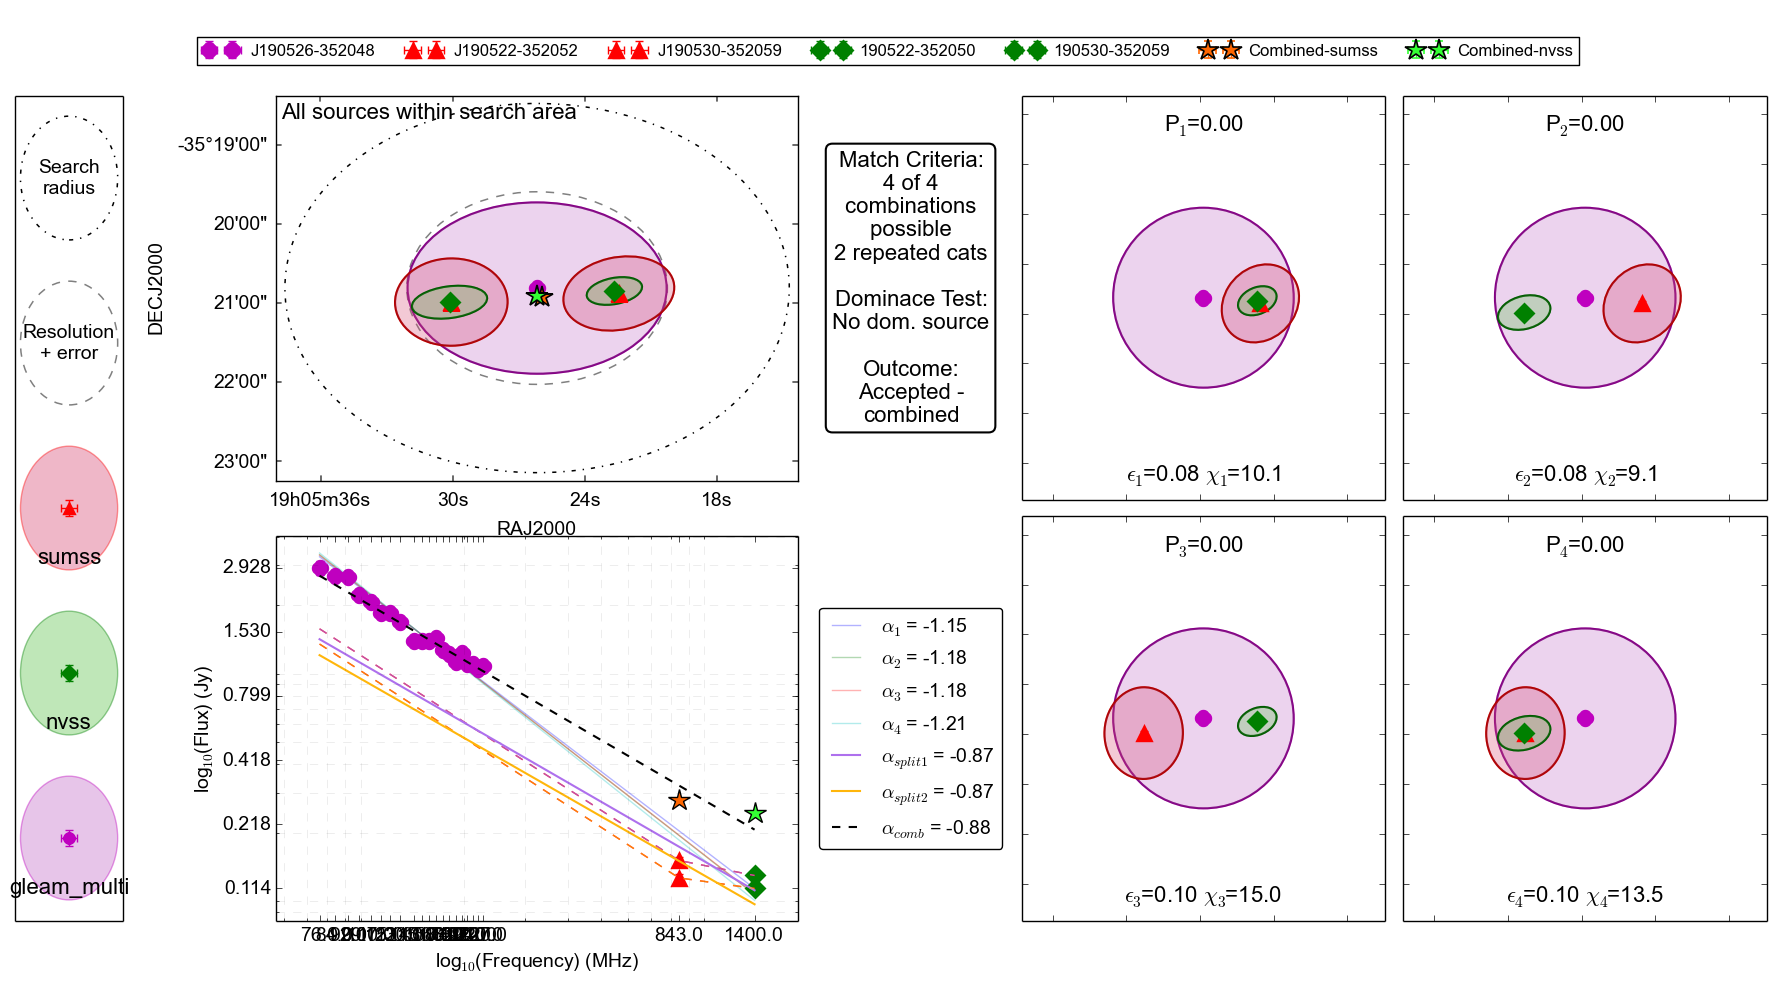 J190526-352048 J190522-352052 J190530-352059 190522-352050 190530-352059 Combined-sumss Combined-nvss
Search
radius
Resolution
+ error
sumss
nvss
gleam_multi
All sources within search area
DECJ2000
-35°19'00"
20'00"
21'00"
22'00"
23'00"
19h05m36s 30s 24s 18s
RAJ2000
Match Criteria:
4 of 4
combinations
possible
2 repeated cats
Dominace Test:
No dom. source
Outcome:
Accepted -
combined
P1=0.00
ϵ1=0.08 χ1=10.1
P2=0.00
ϵ2=0.08 χ2=9.1
P3=0.00
ϵ3=0.10 χ3=15.0
P4=0.00
ϵ4=0.10 χ4=13.5
log10(Flux) (Jy)
2.928
1.530
0.799
0.418
0.218
0.114
843.0 1400.0
log10(Frequency) (MHz)
α1 = -1.15
α2 = -1.18
α3 = -1.18
α4 = -1.21
αsplit1 = -0.87
αsplit2 = -0.87
αcomb = -0.88